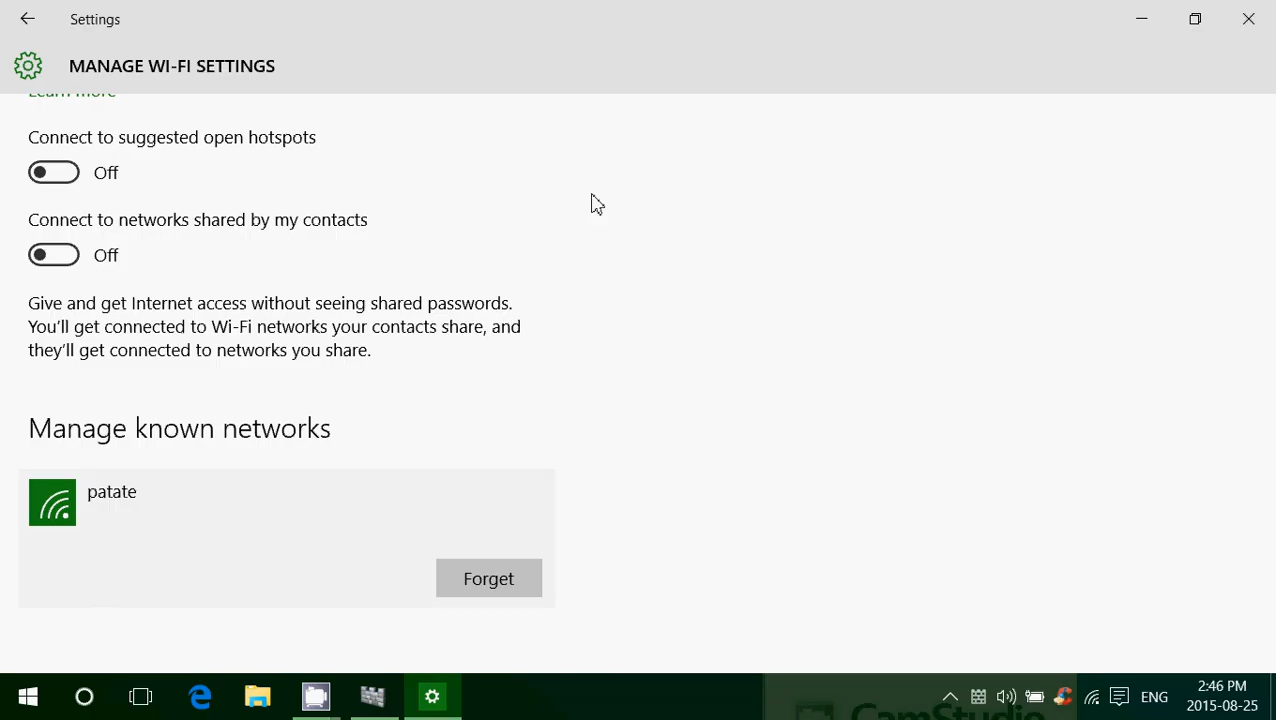 Settings
MANAGE WI-FI SETTINGS
Learn more
Connect to suggested open hotspots
Off
Connect to networks shared by my contacts
Off
Give and get Internet access without seeing shared passwords.
You'll get connected to Wi-Fi networks your contacts share, and
they'll get connected to networks you share.
Manage known networks
patate
Forget
CamStudio
ENG
2:46 PM
2015-08-25